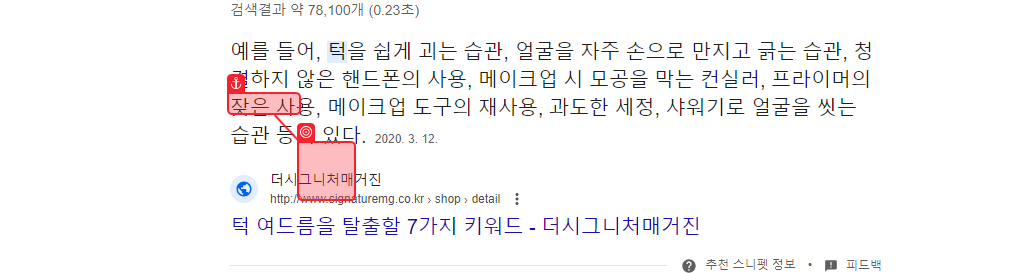 검색결과 약 78,100개 (0.23초)
예를 들어, 턱을 쉽게 괴는 습관, 얼굴을 자주 손으로 만지고 긁는 습관, 청
결하지 않은 핸드폰의 사용, 메이크업 시 모공을 막는 컨실러, 프라이머의
잦은 사용, 메이크업 도구의 재사용, 과도한 세정, 샤워기로 얼굴을 씻는
습관 등이 있다. 2020. 3. 12.
더시그니처매거진
http://www.signaturemg.co.kr › shop › detail
턱 여드름을 탈출할 7가지 키워드 - 더시그니처매거진
추천 스니펫 정보 • 피드백